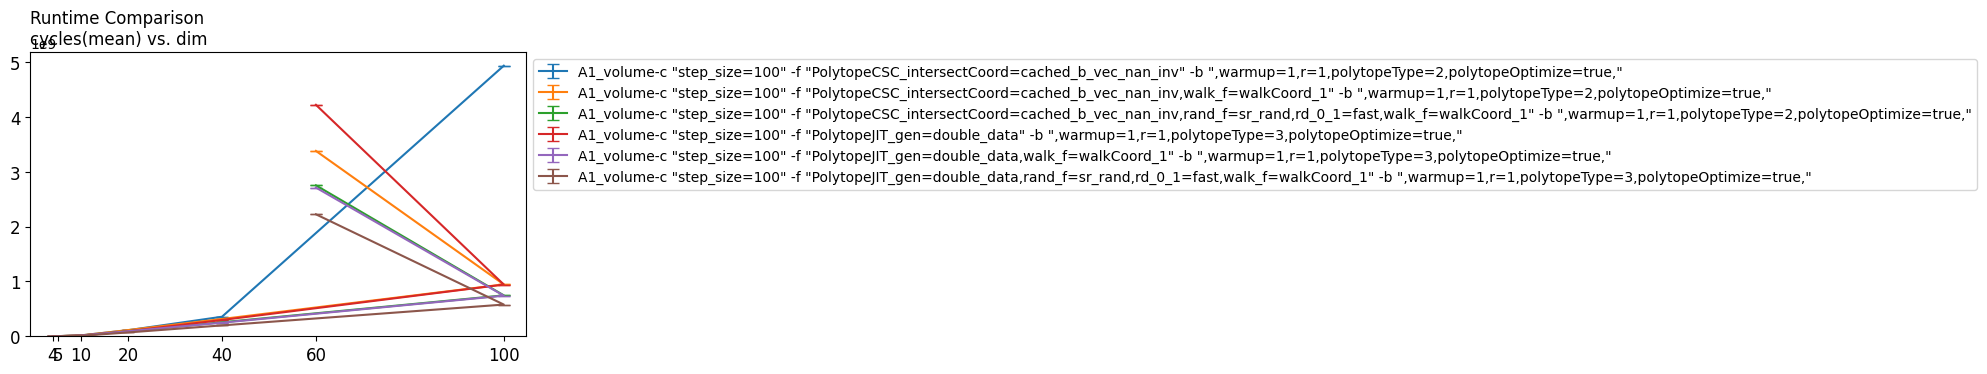 Runtime Comparison
cycles(mean) vs. dim
1e9
5
4
3
2
1
0
4 5 10 20 40 60 100
A1_volume-c "step_size=100" -f "PolytopeCSC_intersectCoord=cached_b_vec_nan_inv" -b ",warmup=1,r=1,polytopeType=2,polytopeOptimize=true,"
A1_volume-c "step_size=100" -f "PolytopeCSC_intersectCoord=cached_b_vec_nan_inv,walk_f=walkCoord_1" -b ",warmup=1,r=1,polytopeType=2,polytopeOptimize=true,"
A1_volume-c "step_size=100" -f "PolytopeCSC_intersectCoord=cached_b_vec_nan_inv,rand_f=sr_rand,rd_0_1=fast,walk_f=walkCoord_1" -b ",warmup=1,r=1,polytopeType=2,polytopeOptimize=true,"
A1_volume-c "step_size=100" -f "PolytopeJIT_gen=double_data" -b ",warmup=1,r=1,polytopeType=3,polytopeOptimize=true,"
A1_volume-c "step_size=100" -f "PolytopeJIT_gen=double_data,walk_f=walkCoord_1" -b ",warmup=1,r=1,polytopeType=3,polytopeOptimize=true,"
A1_volume-c "step_size=100" -f "PolytopeJIT_gen=double_data,rand_f=sr_rand,rd_0_1=fast,walk_f=walkCoord_1" -b ",warmup=1,r=1,polytopeType=3,polytopeOptimize=true,"